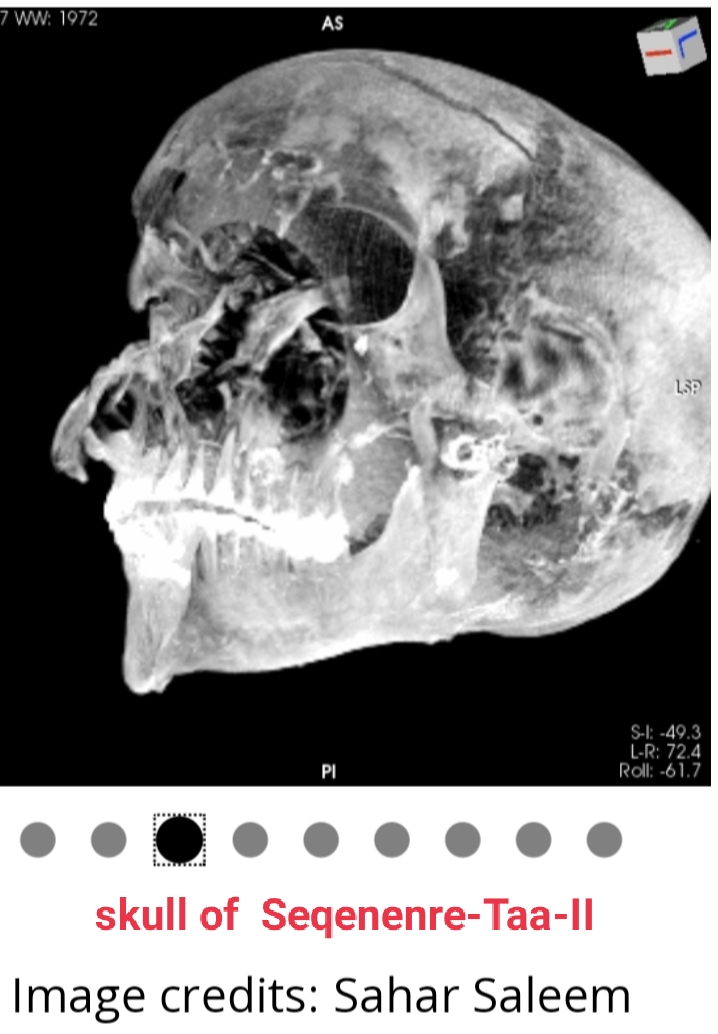 7 WW: 1972
AS
LSP
S-I: -49.3
L-R: 72.4
Roll: -61.7
PI
skull of Seqenenre-Taa-II
Image credits: Sahar Saleem